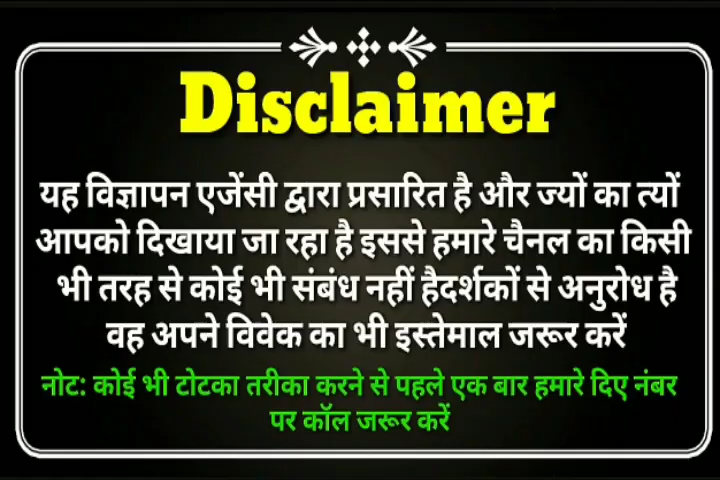 Disclaimer
यह विज्ञापन एजेंसी द्वारा प्रसारित है और ज्यों का त्यों
आपको दिखाया जा रहा है इससे हमारे चैनल का किसी
भी तरह से कोई भी संबंध नहीं हैदर्शकों से अनुरोध है
वह अपने विवेक का भी इस्तेमाल जरूर करें
नोट: कोई भी टोटका तरीका करने से पहले एक बार हमारे दिए नंबर
पर कॉल जरूर करें